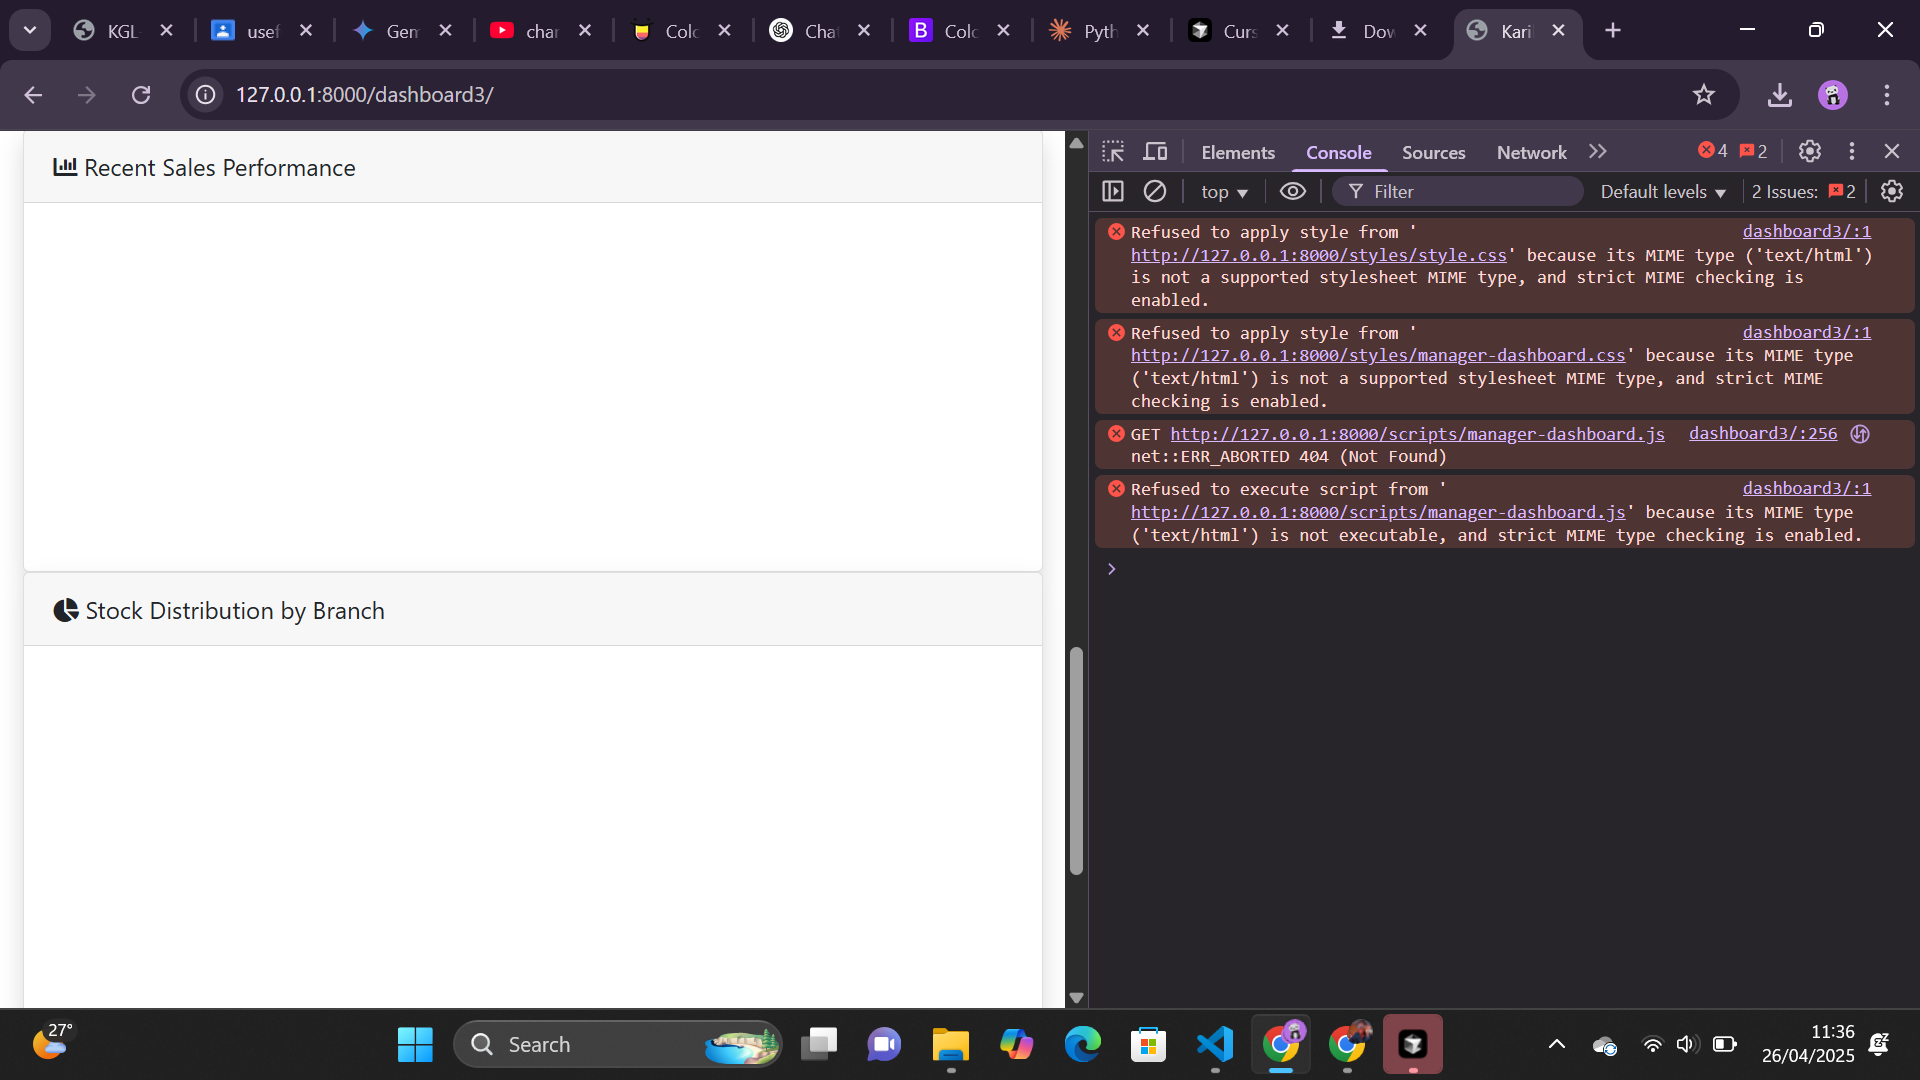 KGL
usef
Gem
char
Colo
Chat
Colo
Pyth
Curs
Dow
Kari
127.0.0.1:8000/dashboard3/
Recent Sales Performance
Stock Distribution by Branch
Elements
Console
Sources
Network
4
2
top
Filter
Default levels
2 Issues:
2
Refused to apply style from ' dashboard3/:1
http://127.0.0.1:8000/styles/style.css' because its MIME type ('text/html')
is not a supported stylesheet MIME type, and strict MIME checking is
enabled.
Refused to apply style from ' dashboard3/:1
http://127.0.0.1:8000/styles/manager-dashboard.css' because its MIME type
('text/html') is not a supported stylesheet MIME type, and strict MIME
checking is enabled.
GET http://127.0.0.1:8000/scripts/manager-dashboard.js dashboard3/:256
net::ERR_ABORTED 404 (Not Found)
Refused to execute script from ' dashboard3/:1
http://127.0.0.1:8000/scripts/manager-dashboard.js' because its MIME type
('text/html') is not executable, and strict MIME type checking is enabled.
27°
Search
11:36
26/04/2025